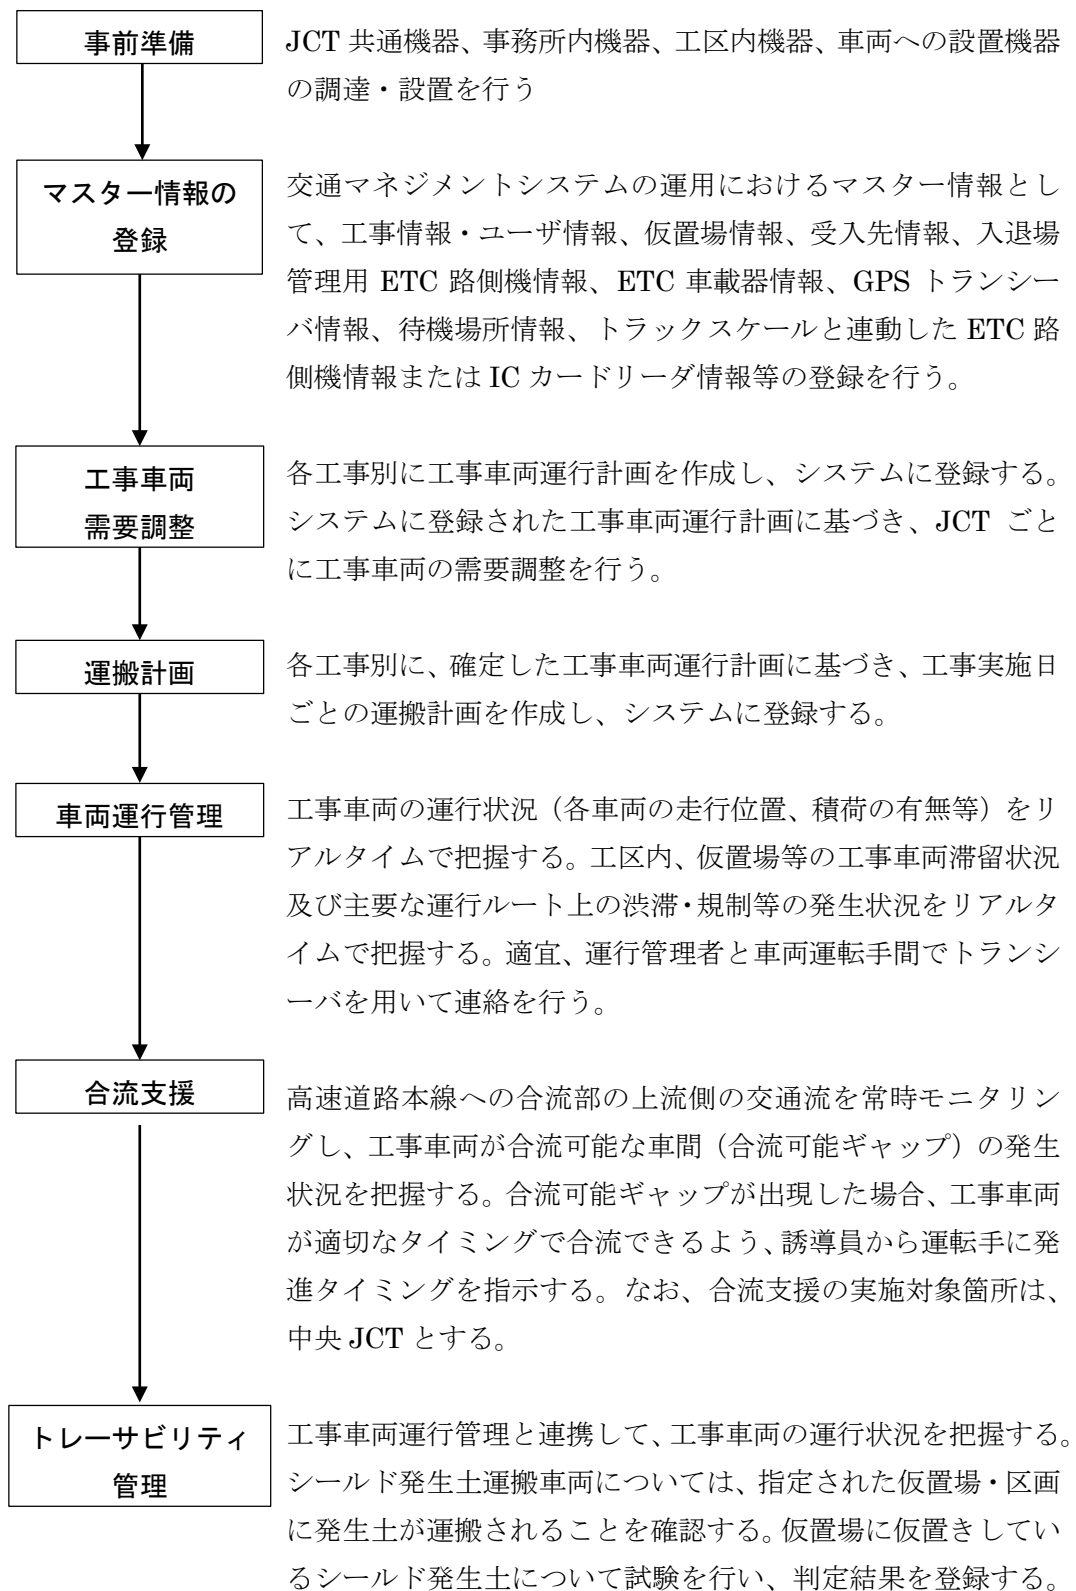 事前準備
JCT 共通機器、事務所内機器、工区内機器、車両への設置機器
の調達・設置を行う
マスター情報の
登録
交通マネジメントシステムの運用におけるマスター情報とし
て、工事情報・ユーザ情報、仮置場情報、受入先情報、入退場
管理用 ETC 路側機情報、ETC 車載器情報、GPS トランシー
バ情報、待機場所情報、トラックスケールと連動した ETC 路
側機情報または IC カードリーダ情報等の登録を行う。
工事車両
需要調整
各工事別に工事車両運行計画を作成し、システムに登録する。
システムに登録された工事車両運行計画に基づき、JCT ごと
に工事車両の需要調整を行う。
運搬計画
各工事別に、確定した工事車両運行計画に基づき、工事実施日
ごとの運搬計画を作成し、システムに登録する。
車両運行管理
工事車両の運行状況（各車両の走行位置、積荷の有無等）をリ
アルタイムで把握する。工区内、仮置場等の工事車両滞留状況
及び主要な運行ルート上の渋滞・規制等の発生状況をリアルタ
イムで把握する。適宜、運行管理者と車両運転手間でトランシ
ーバを用いて連絡を行う。
合流支援
高速道路本線への合流部の上流側の交通流を常時モニタリン
グし、工事車両が合流可能な車間（合流可能ギャップ）の発生
状況を把握する。合流可能ギャップが出現した場合、工事車両
が適切なタイミングで合流できるよう、誘導員から運転手に発
進タイミングを指示する。なお、合流支援の実施対象箇所は、
中央 JCT とする。
トレーサビリティ
管理
工事車両運行管理と連携して、工事車両の運行状況を把握する。
シールド発生土運搬車両については、指定された仮置場・区画
に発生土が運搬されることを確認する。仮置場に仮置きしてい
るシールド発生土について試験を行い、判定結果を登録する。